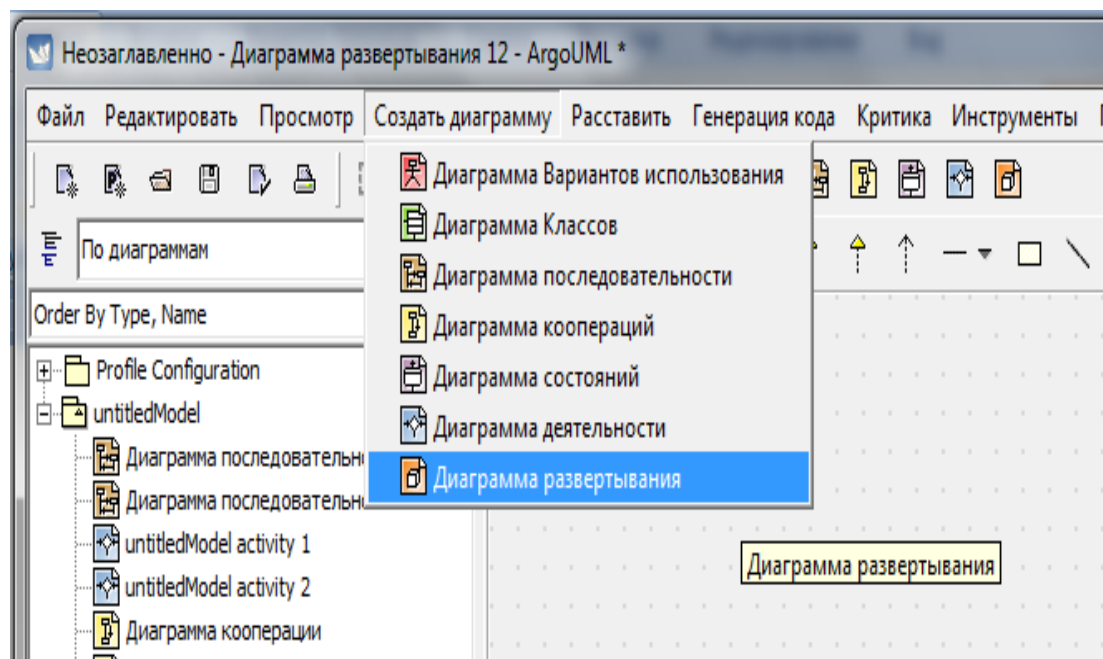 Неозаглавленно - Диаграмма развертывания 12 - ArgoUML *
Файл Редактировать Просмотр Создать диаграмму Расставить Генерация кода Критика Инструменты
Диаграмма Вариантов использования
Диаграмма Классов
По диаграммам
Диаграмма последовательности
Order By Type, Name
Диаграмма коопераций
Profile Configuration
Диаграмма состояний
untitledModel
Диаграмма деятельности
Диаграмма последовательн
Диаграмма развертывания
Диаграмма последовательно
untitledModel activity 1
Диаграмма развертывания
untitledModel activity 2
Диаграмма кооперации